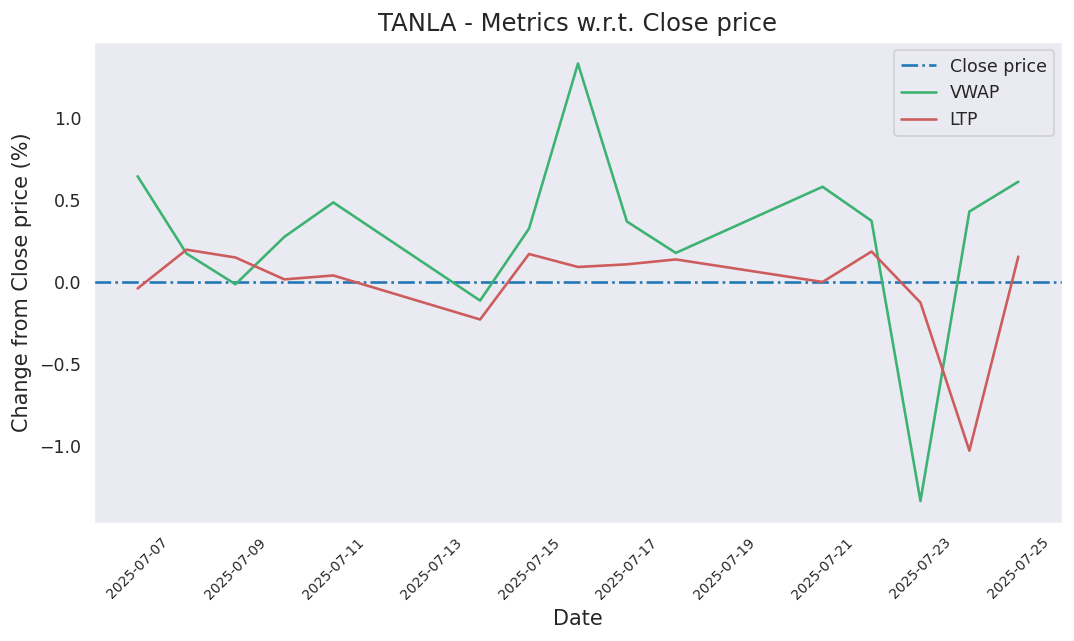 TANLA - Metrics w.r.t. Close price
Close price
VWAP
LTP
Change from Close price (%)
1.0
0.5
0.0
−0.5
−1.0
2025-07-07
2025-07-09
2025-07-11
2025-07-13
2025-07-15
2025-07-17
2025-07-19
2025-07-21
2025-07-23
2025-07-25
Date